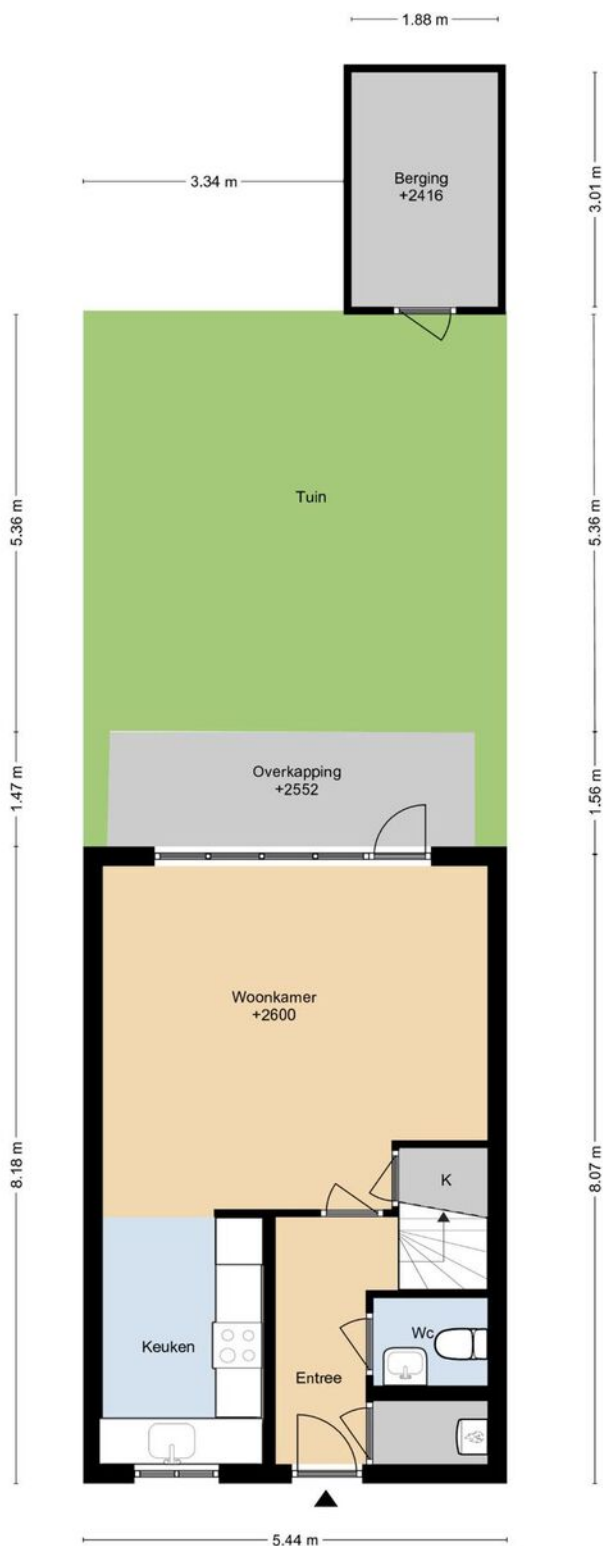 1.88 m
Berging
+2416
3.34 m
3.01 m
Tuin
5.36 m
5.36 m
Overkapping
+2552
1.47 m
1.56 m
Woonkamer
+2600
8.18 m
8.07 m
K
Keuken
Wc
Entree
5.44 m